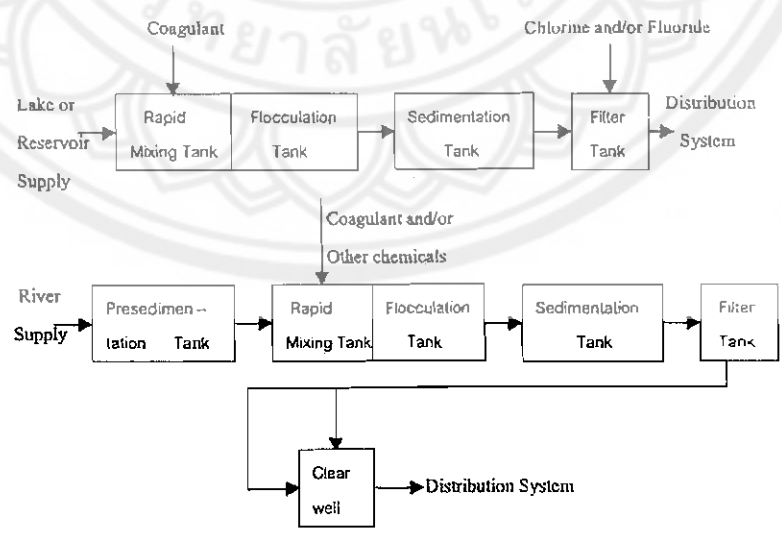 Coagulant
Chlorine and/or Fluoride
Lake or
Reservoir
Supply
Rapid
Mixing Tank
Flocculation
Tank
Sedimentation
Tank
Filter
Tank
Distribution
System
Coagulant and/or
Other chemicals
River
Supply
Presedimen -
tation Tank
Rapid
Mixing Tank
Flocculation
Tank
Sedimentation
Tank
Filter
Tank
Clear
well
Distribution System